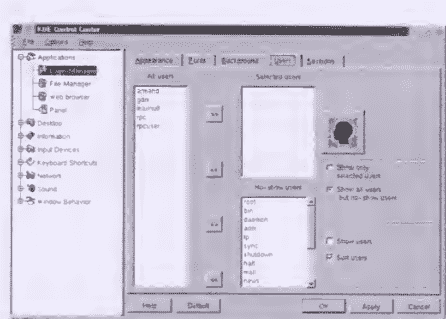 KDE Control Center
File Options Help
Applications
Login Manager
File Manager
Web Browser
Panel
Desktop
Information
Input Devices
Keyboard Shortcuts
Network
Sound
Window Behavior
Appearance Fonts Background Users Sessions
All users
armand
gdm
rpc
rpcuser
>>
<<
>>
<<
Selected users
No-show users
root
bin
daemon
adm
lp
sync
shutdown
halt
mail
news
Show only
selected users
Show all users
but no-show users
Show users
Sort users
Help Default OK Apply Cancel